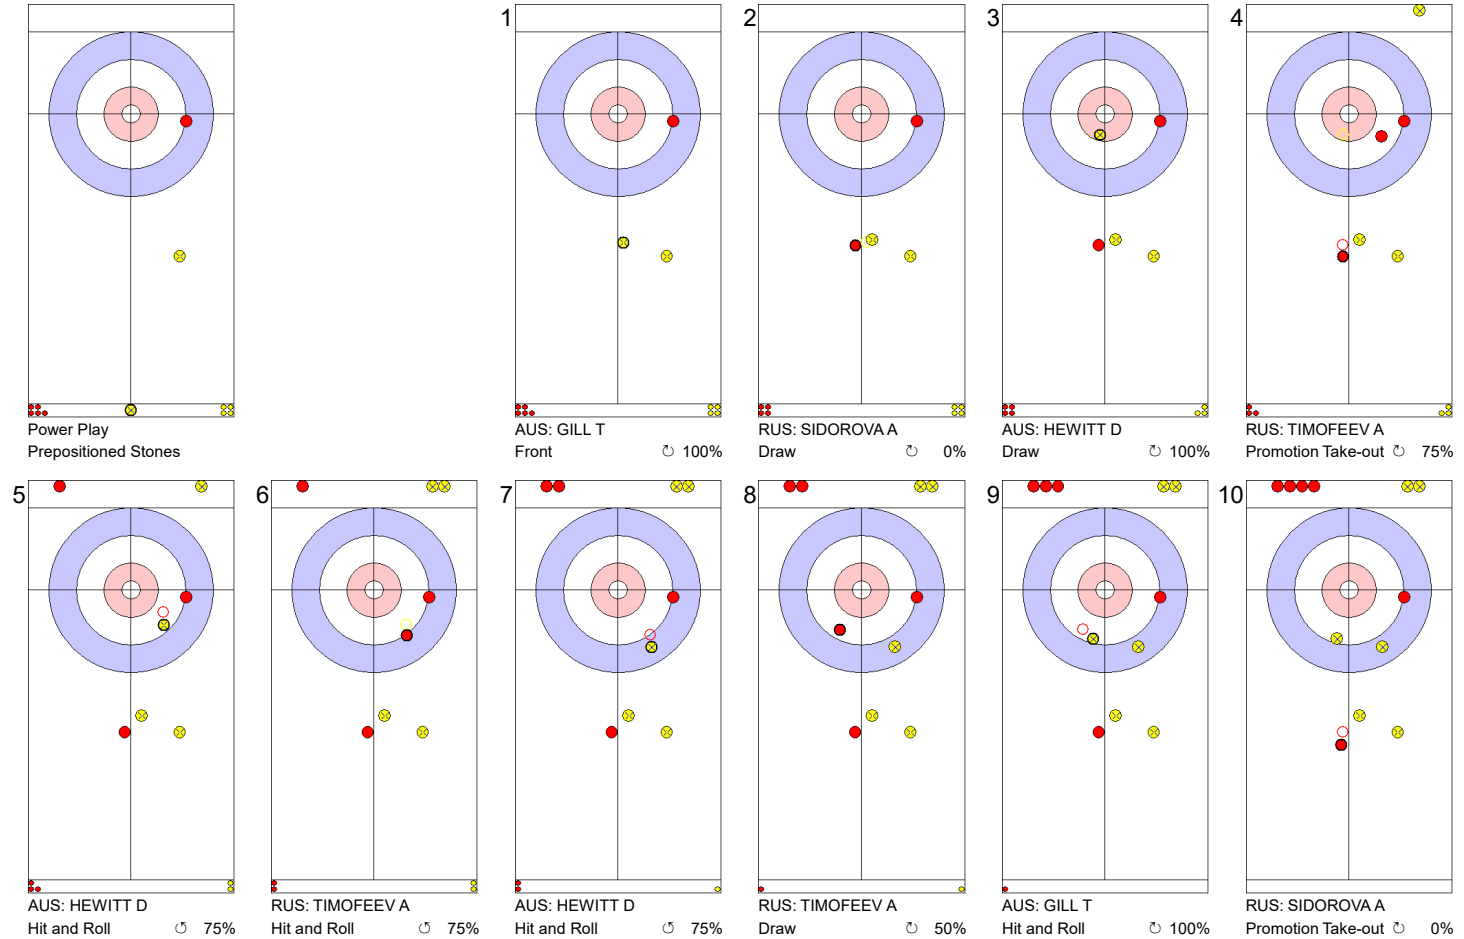 Power Play
Prepositioned Stones
1
AUS: GILL T
Front ↻ 100%
2
RUS: SIDOROVA A
Draw ↻ 0%
3
AUS: HEWITT D
Draw ↻ 100%
4
RUS: TIMOFEEV A
Promotion Take-out ↻ 75%
5
AUS: HEWITT D
Hit and Roll ↺ 75%
6
RUS: TIMOFEEV A
Hit and Roll ↺ 75%
7
AUS: HEWITT D
Hit and Roll ↺ 75%
8
RUS: TIMOFEEV A
Draw ↻ 50%
9
AUS: GILL T
Hit and Roll ↻ 100%
10
RUS: SIDOROVA A
Promotion Take-out ↻ 0%